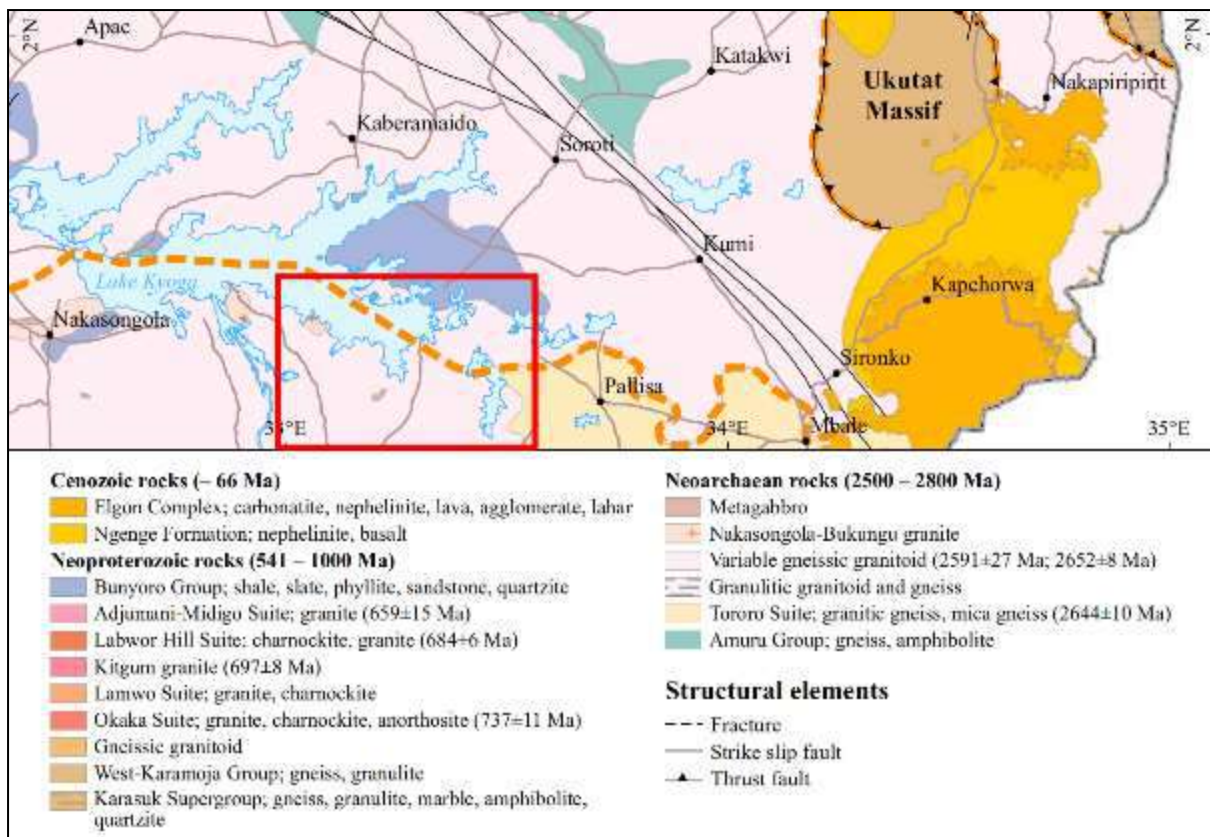 2°N
2°N
Apac
Katakwi
Ukutat
Massif
Nakapiripirit
Kaberamaido
Soroti
Kumi
Lake Kyoga
Kapchorwa
Nakasongola
Sironko
Pallisa
33°E
34°E
Mbale
35°E
Cenozoic rocks (– 66 Ma)
Elgon Complex; carbonatite, nephelinite, lava, agglomerate, lahar
Ngenge Formation; nephelinite, basalt
Neoproterozoic rocks (541 – 1000 Ma)
Bunyoro Group; shale, slate, phyllite, sandstone, quartzite
Adjumani-Midigo Suite; granite (659±15 Ma)
Labwor Hill Suite; charnockite, granite (684±6 Ma)
Kitgum granite (697±8 Ma)
Lamwo Suite; granite, charnockite
Okaka Suite; granite, charnockite, anorthosite (737±11 Ma)
Gneissic granitoid
West-Karamoja Group; gneiss, granulite
Karasuk Supergroup; gneiss, granulite, marble, amphibolite,
quartzite
Neoarchaean rocks (2500 – 2800 Ma)
Metagabbro
Nakasongola-Bukungu granite
Variable gneissic granitoid (2591±27 Ma; 2652±8 Ma)
Granulitic granitoid and gneiss
Tororo Suite; granitic gneiss, mica gneiss (2644±10 Ma)
Amuru Group; gneiss, amphibolite
Structural elements
Fracture
Strike slip fault
Thrust fault